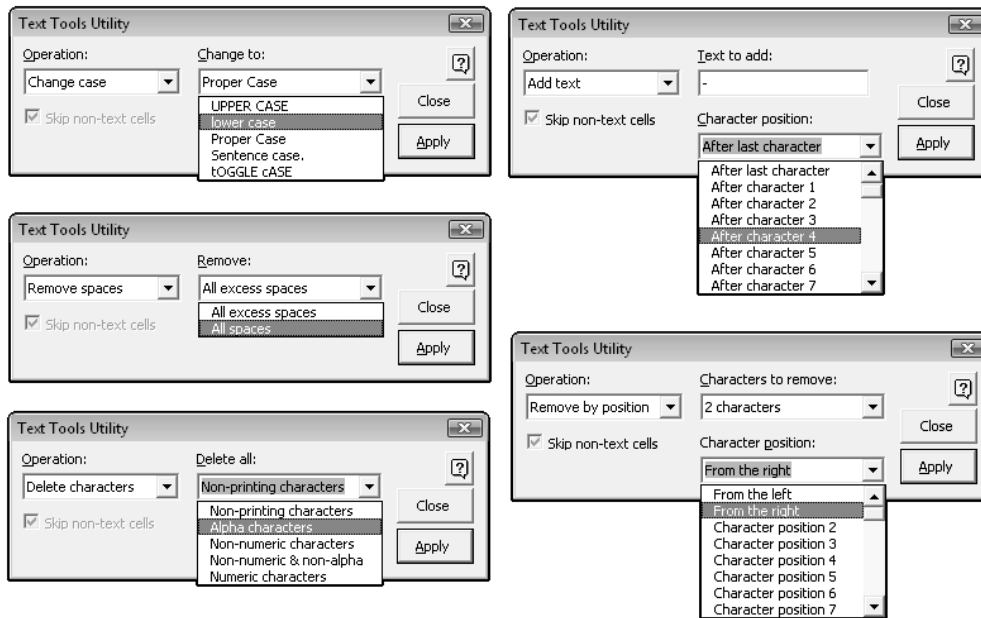 Text Tools Utility
Operation:
Change to:
Change case
Proper Case
UPPER CASE
lower case
Proper Case
Sentence case.
tOGGLE cASE
Skip non-text cells
?
Close
Apply
Text Tools Utility
Operation:
Text to add:
Add text
-
Skip non-text cells
Character position:
After last character
After last character
After character 1
After character 2
After character 3
After character 4
After character 5
After character 6
After character 7
?
Close
Apply
Text Tools Utility
Operation:
Remove:
Remove spaces
All excess spaces
All excess spaces
All spaces
Skip non-text cells
?
Close
Apply
Text Tools Utility
Operation:
Characters to remove:
Remove by position
2 characters
Skip non-text cells
Character position:
From the right
From the left
From the right
Character position 2
Character position 3
Character position 4
Character position 5
Character position 6
Character position 7
?
Close
Apply
Text Tools Utility
Operation:
Delete all:
Delete characters
Non-printing characters
Non-printing characters
Alpha characters
Non-numeric characters
Non-numeric & non-alpha
Numeric characters
Skip non-text cells
?
Close
Apply